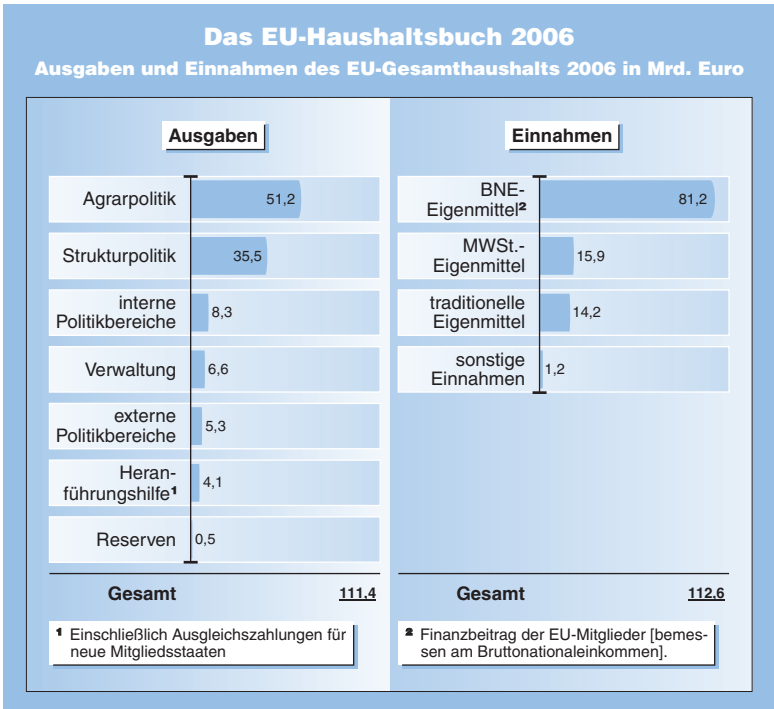 Das EU-Haushaltsbuch 2006
Ausgaben und Einnahmen des EU-Gesamthaushalts 2006 in Mrd. Euro
Ausgaben
Agrarpolitik 51,2
Strukturpolitik 35,5
interne
Politikbereiche 8,3
Verwaltung 6,6
externe
Politikbereiche 5,3
Heran-
führungshilfe¹ 4,1
Reserven 0,5
Gesamt 111,4
¹ Einschließlich Ausgleichszahlungen für
neue Mitgliedsstaaten
Einnahmen
BNE-
Eigenmittel² 81,2
MWSt.-
Eigenmittel 15,9
traditionelle
Eigenmittel 14,2
sonstige
Einnahmen 1,2
Gesamt 112,6
² Finanzbeitrag der EU-Mitglieder [bemes-
sen am Bruttonationaleinkommen].